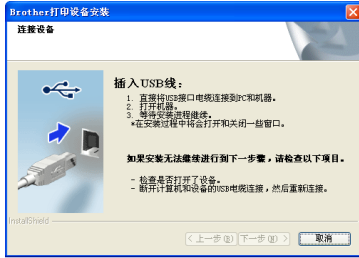 Brother打印设备安装
连接设备
插入USB线：
1. 直接将USB接口电缆连接到PC和机器。
2. 打开机器。
3. 等待安装进程继续。
*在安装过程中将会打开和关闭一些窗口。
如果安装无法继续进行到下一步骤，请检查以下项目。
- 检查是否打开了设备。
- 断开计算机和设备的USB电缆连接，然后重新连接。
InstallShield
< 上一步(B) 下一步(N) > 取消